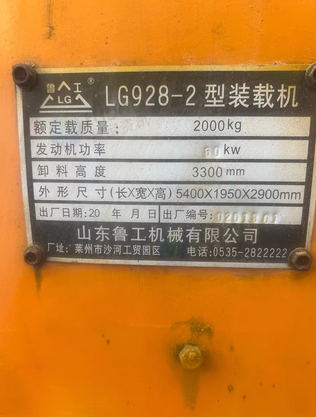 鲁 工
LG
®
LG928-2型装载机
额定载质量: 2000kg
发动机功率 60kw
卸料高度 3300mm
外形尺寸(长X宽X高) 5400X1950X2900mm
出厂日期:20 年 月 日 出厂编号:
山东鲁工机械有限公司
厂址: 莱州市沙河工贸园区 电话:0535-2822222